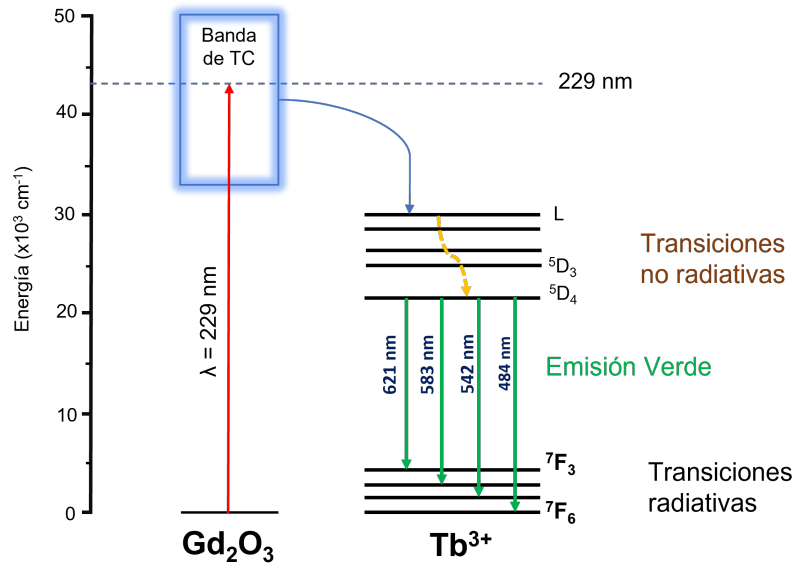 50
40
30
20
10
0
Energía (x10³ cm⁻¹)
Banda
de TC
229 nm
λ = 229 nm
L
⁵D₃
⁵D₄
Transiciones
no radiativas
621 nm
583 nm
542 nm
484 nm
Emisión Verde
⁷F₃
⁷F₆
Transiciones
radiativas
Gd₂O₃
Tb³⁺